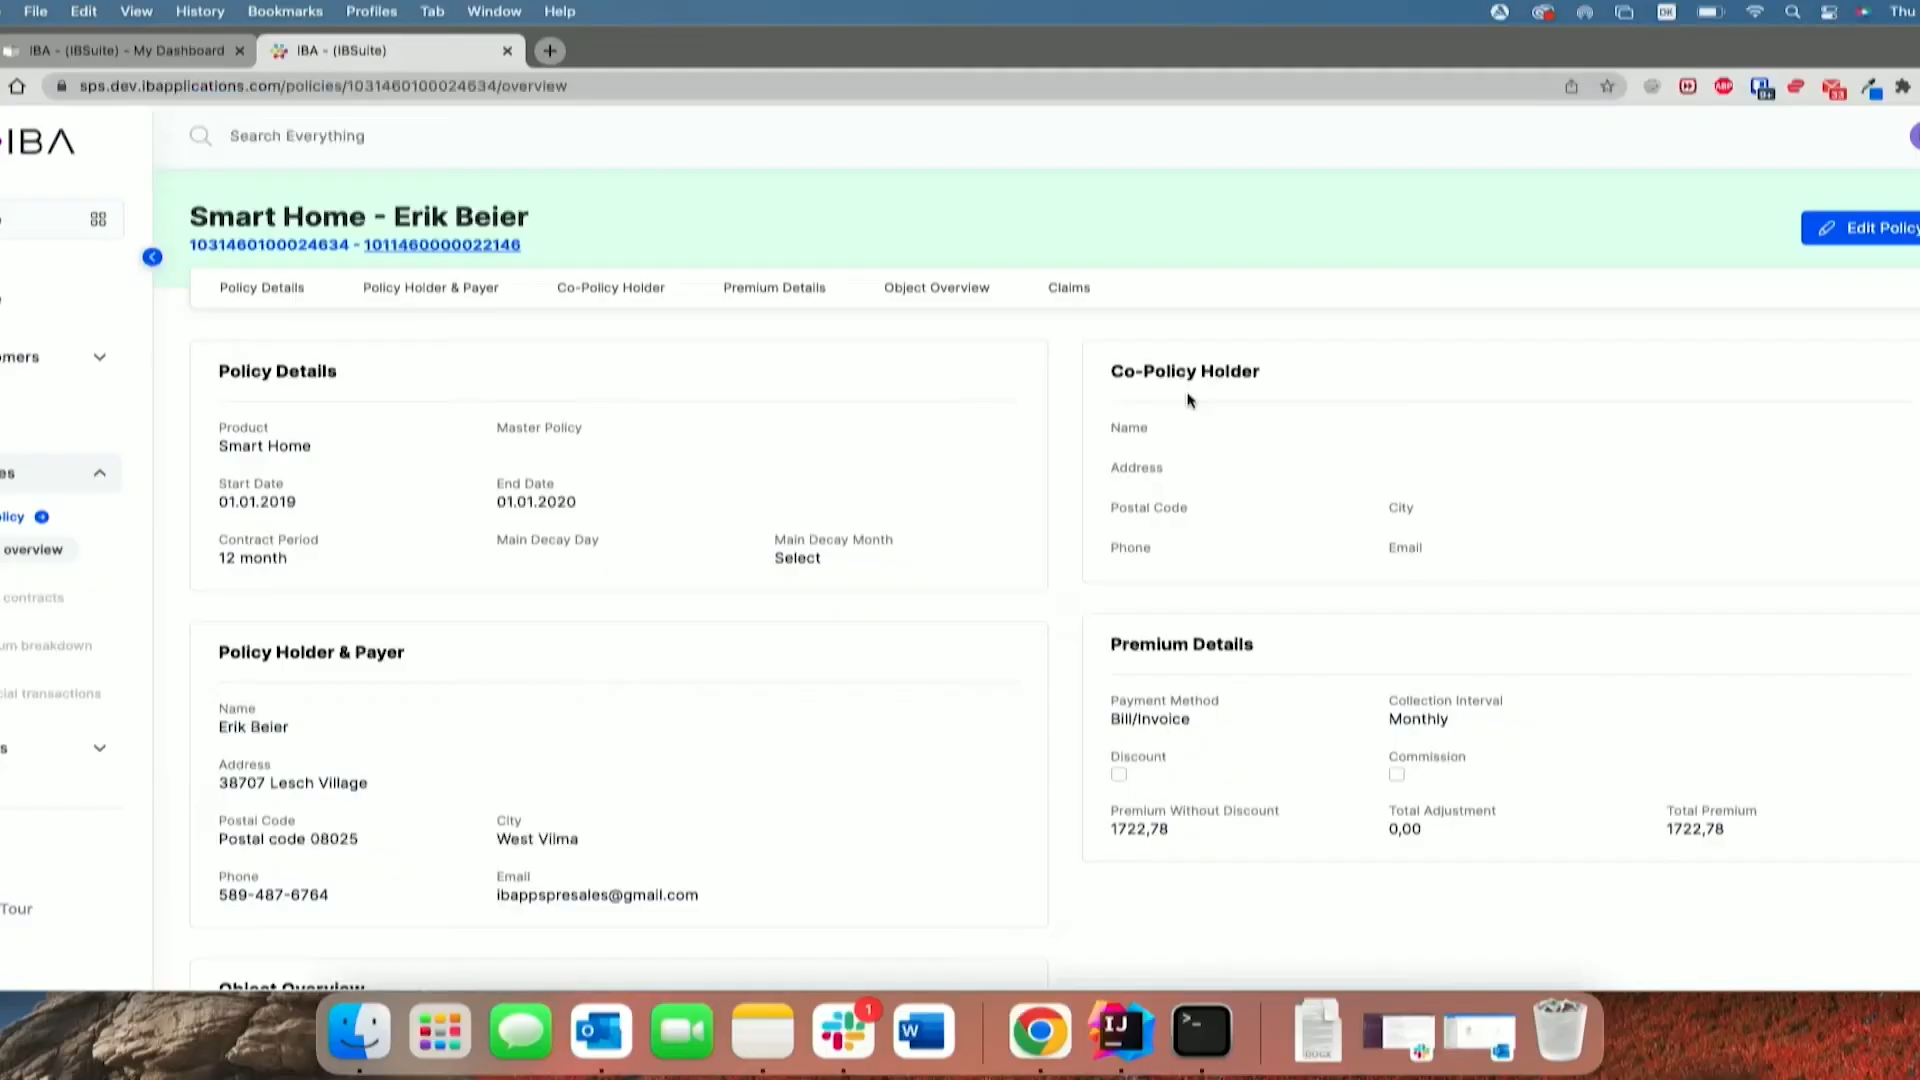 File Edit View History Bookmarks Profiles Tab Window Help
DK
Thu
IBA - (IBSuite) - My Dashboard
IBA - (IBSuite)
sps.dev.ibapplications.com/policies/1031460100024634/overview
ABP
IBA
Search Everything
Smart Home - Erik Beier
1031460100024634 - 1011460000022146
Edit Policy
Policy Details
Policy Holder & Payer
Co-Policy Holder
Premium Details
Object Overview
Claims
omers
es
licy
overview
contracts
um breakdown
cial transactions
s
Tour
Policy Details
Product
Smart Home
Master Policy
Start Date
01.01.2019
End Date
01.01.2020
Contract Period
12 month
Main Decay Day
Main Decay Month
Select
Policy Holder & Payer
Name
Erik Beier
Address
38707 Lesch Village
Postal Code
Postal code 08025
City
West Vilma
Phone
589-487-6764
Email
ibappspresales@gmail.com
Object Overview
Co-Policy Holder
Name
Address
Postal Code
City
Phone
Email
Premium Details
Payment Method
Bill/Invoice
Collection Interval
Monthly
Discount
Commission
Premium Without Discount
1722,78
Total Adjustment
0,00
Total Premium
1722,78
1
W
IJ
DOCX